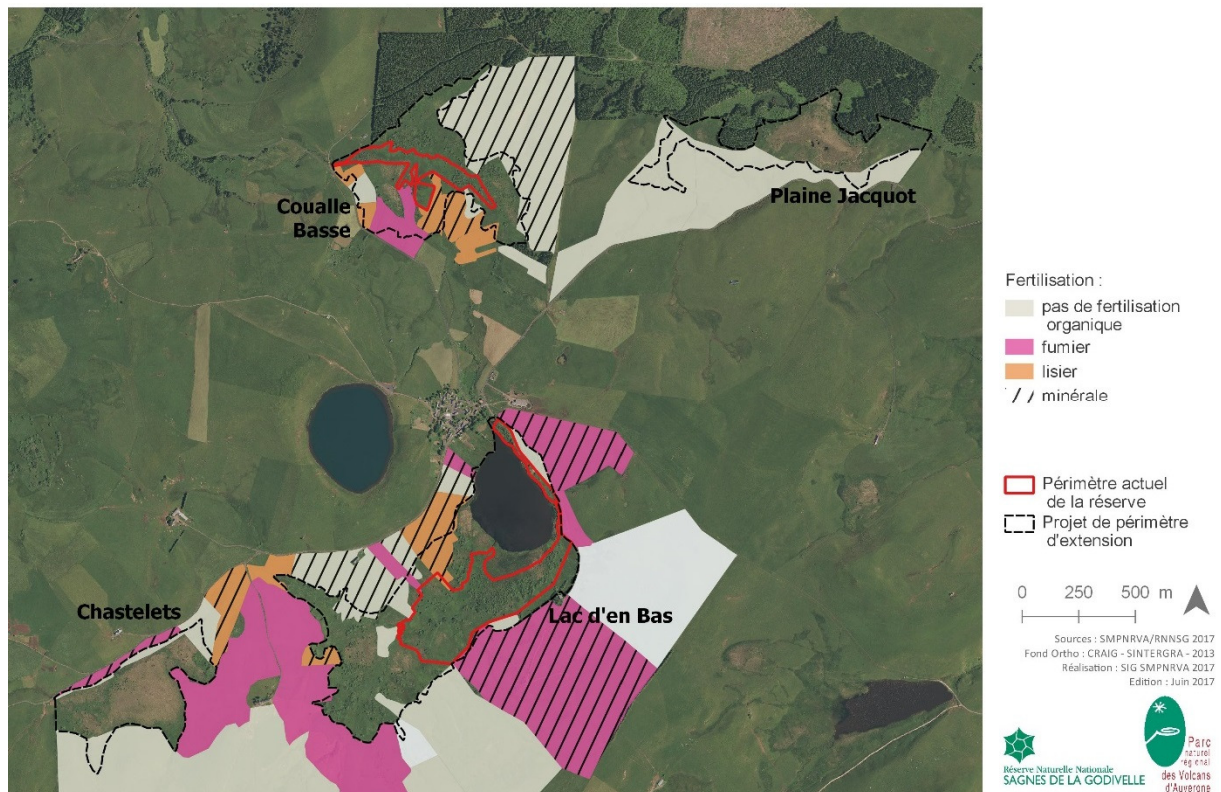 Coualle
Basse
Plaine Jacquot
Chastelets
Lac d'en Bas
Fertilisation :
pas de fertilisation
organique
fumier
lisier
minérale
Périmètre actuel
de la réserve
Projet de périmètre
d'extension
0 250 500 m
Sources : SMPNRVA/RNNSG 2017
Fond Ortho : CRAIG - SINTERGRA - 2013
Réalisation : SIG SMPNRVA 2017
Edition : Juin 2017
Réserve Naturelle Nationale
SAGNES DE LA GODIVELLE
Parc
naturel
régional
des Volcans
d'Auvergne